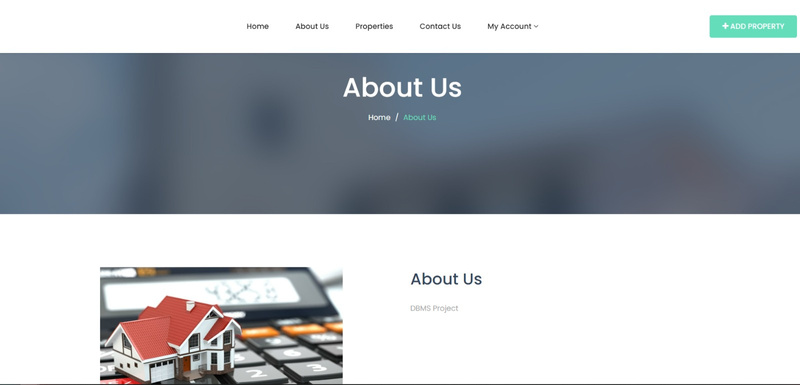 Home About Us Properties Contact Us My Account
+ ADD PROPERTY
About Us
Home / About Us
About Us
DBMS Project